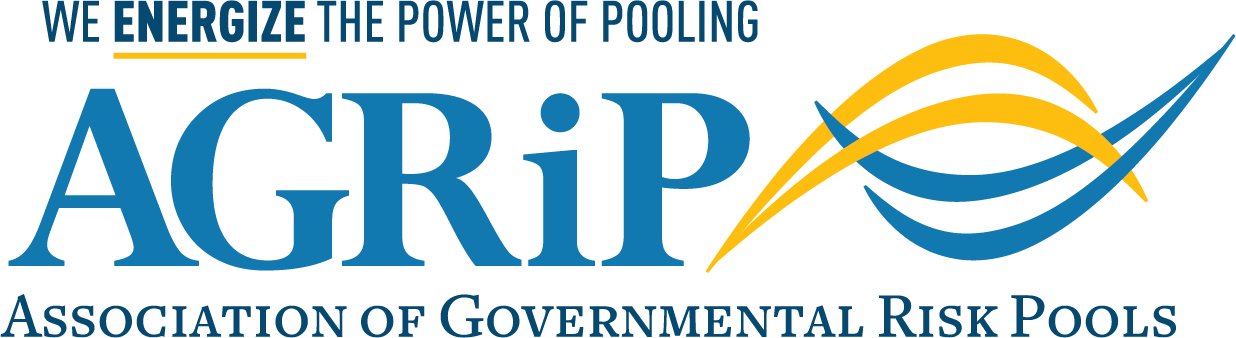 WE ENERGIZE THE POWER OF POOLING
AGRiP
ASSOCIATION OF GOVERNMENTAL RISK POOLS